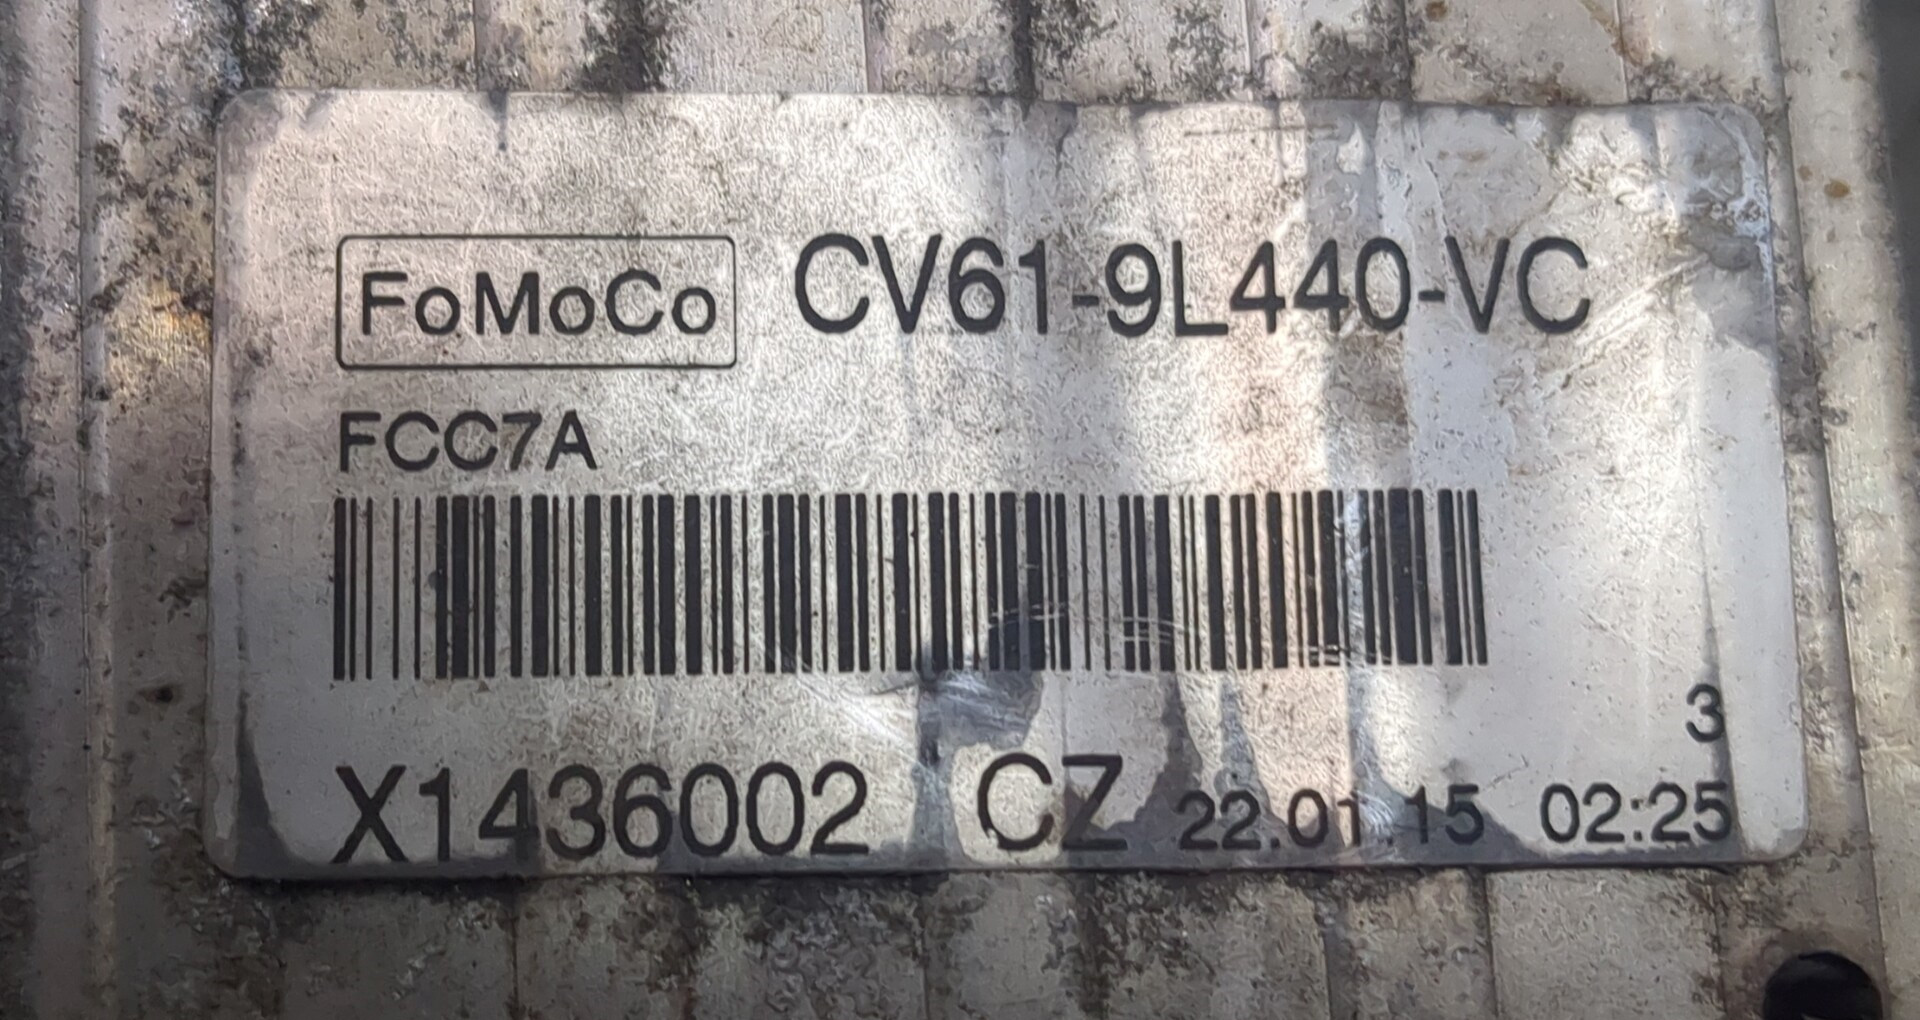 FoMoCo CV61-9L440-VC
FCC7A
3
X1436002 CZ 22.01.15 02:25